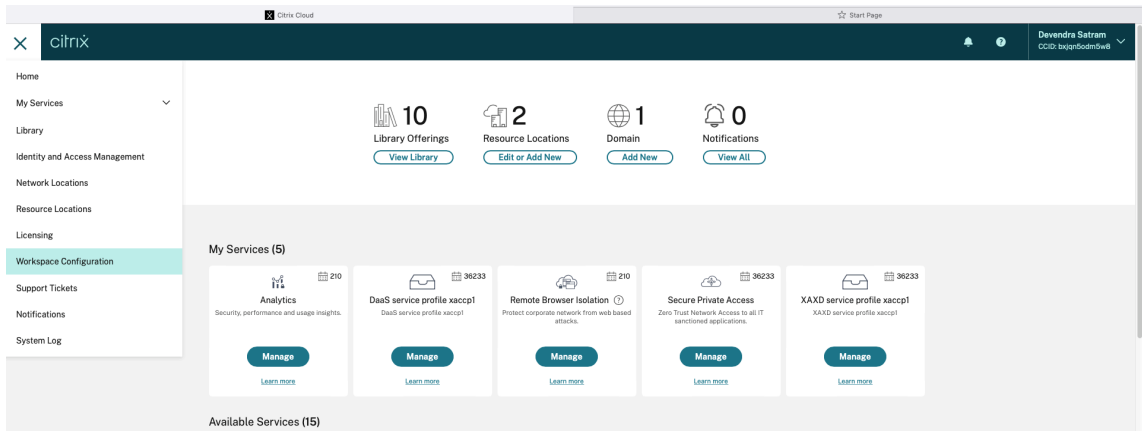 Citrix Cloud
Start Page
citrix
Devendra Satram
CCID: bxjqn5odm5w8
Home
My Services
Library
Identity and Access Management
Network Locations
Resource Locations
Licensing
Workspace Configuration
Support Tickets
Notifications
System Log
10
Library Offerings
View Library
2
Resource Locations
Edit or Add New
1
Domain
Add New
0
Notifications
View All
My Services (5)
210
Analytics
Security, performance and usage insights.
Manage
Learn more
36233
DaaS service profile xaccp1
DaaS service profile xaccp1
Manage
Learn more
210
Remote Browser Isolation ?
Protect corporate network from web based
attacks.
Manage
Learn more
36233
Secure Private Access
Zero Trust Network Access to all IT
sanctioned applications.
Manage
Learn more
36233
XAXD service profile xaccp1
XAXD service profile xaccp1
Manage
Learn more
Available Services (15)